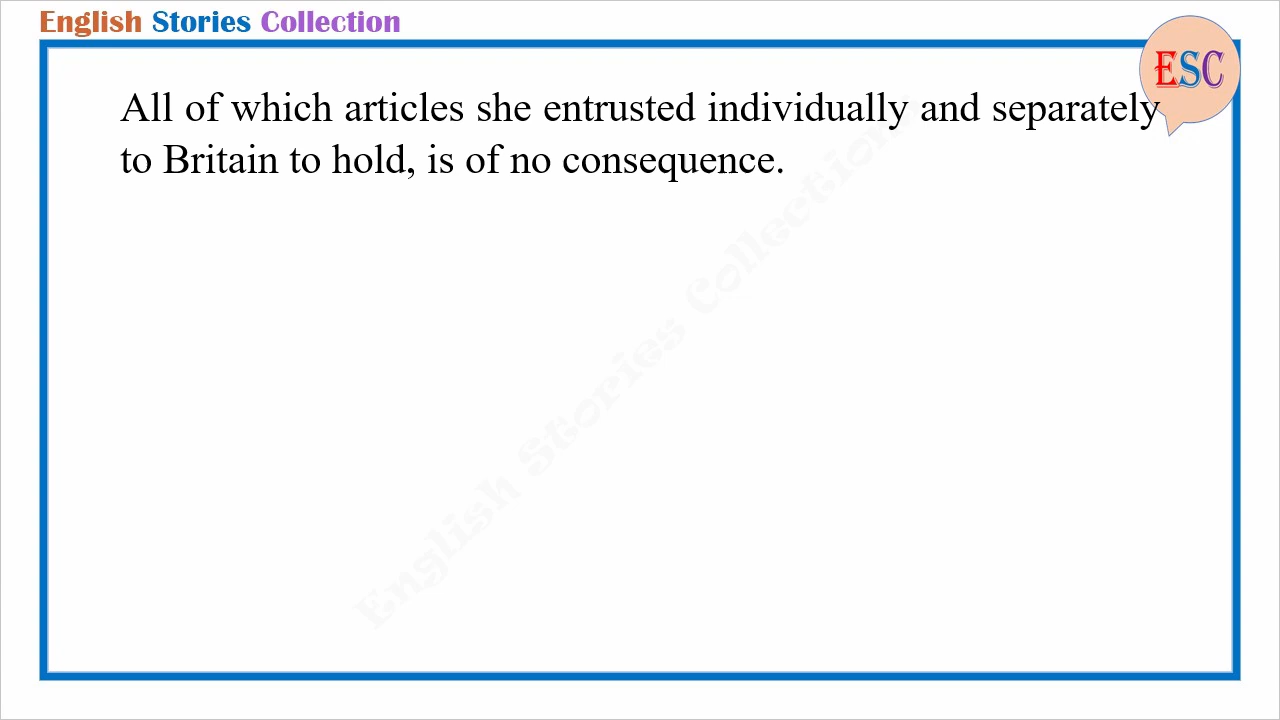 English Stories Collection
ESC
All of which articles she entrusted individually and separately
to Britain to hold, is of no consequence.
English Stories Collections